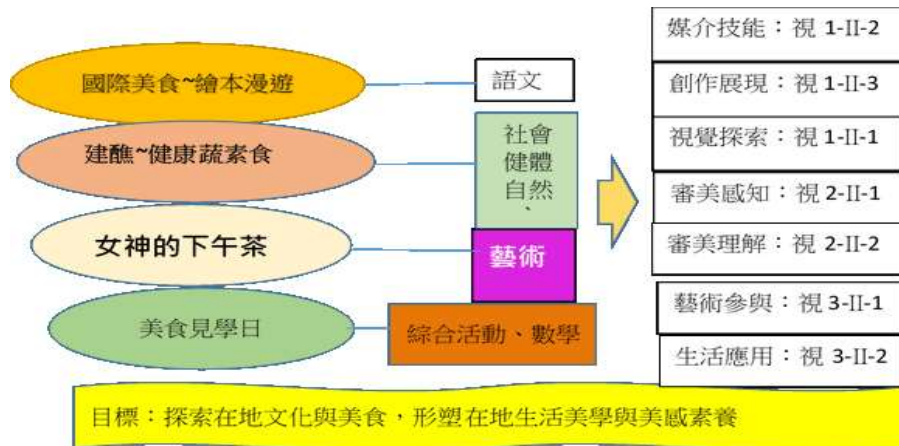 國際美食~繪本漫遊
語文
建醮~健康蔬素食
社會
健體
自然、
女神的下午茶
藝術
美食見學日
綜合活動、數學
媒介技能：視 1-II-2
創作展現：視 1-II-3
視覺探索：視 1-II-1
審美感知：視 2-II-1
審美理解：視 2-II-2
藝術參與：視 3-II-1
生活應用：視 3-II-2
目標：探索在地文化與美食，形塑在地生活美學與美感素養